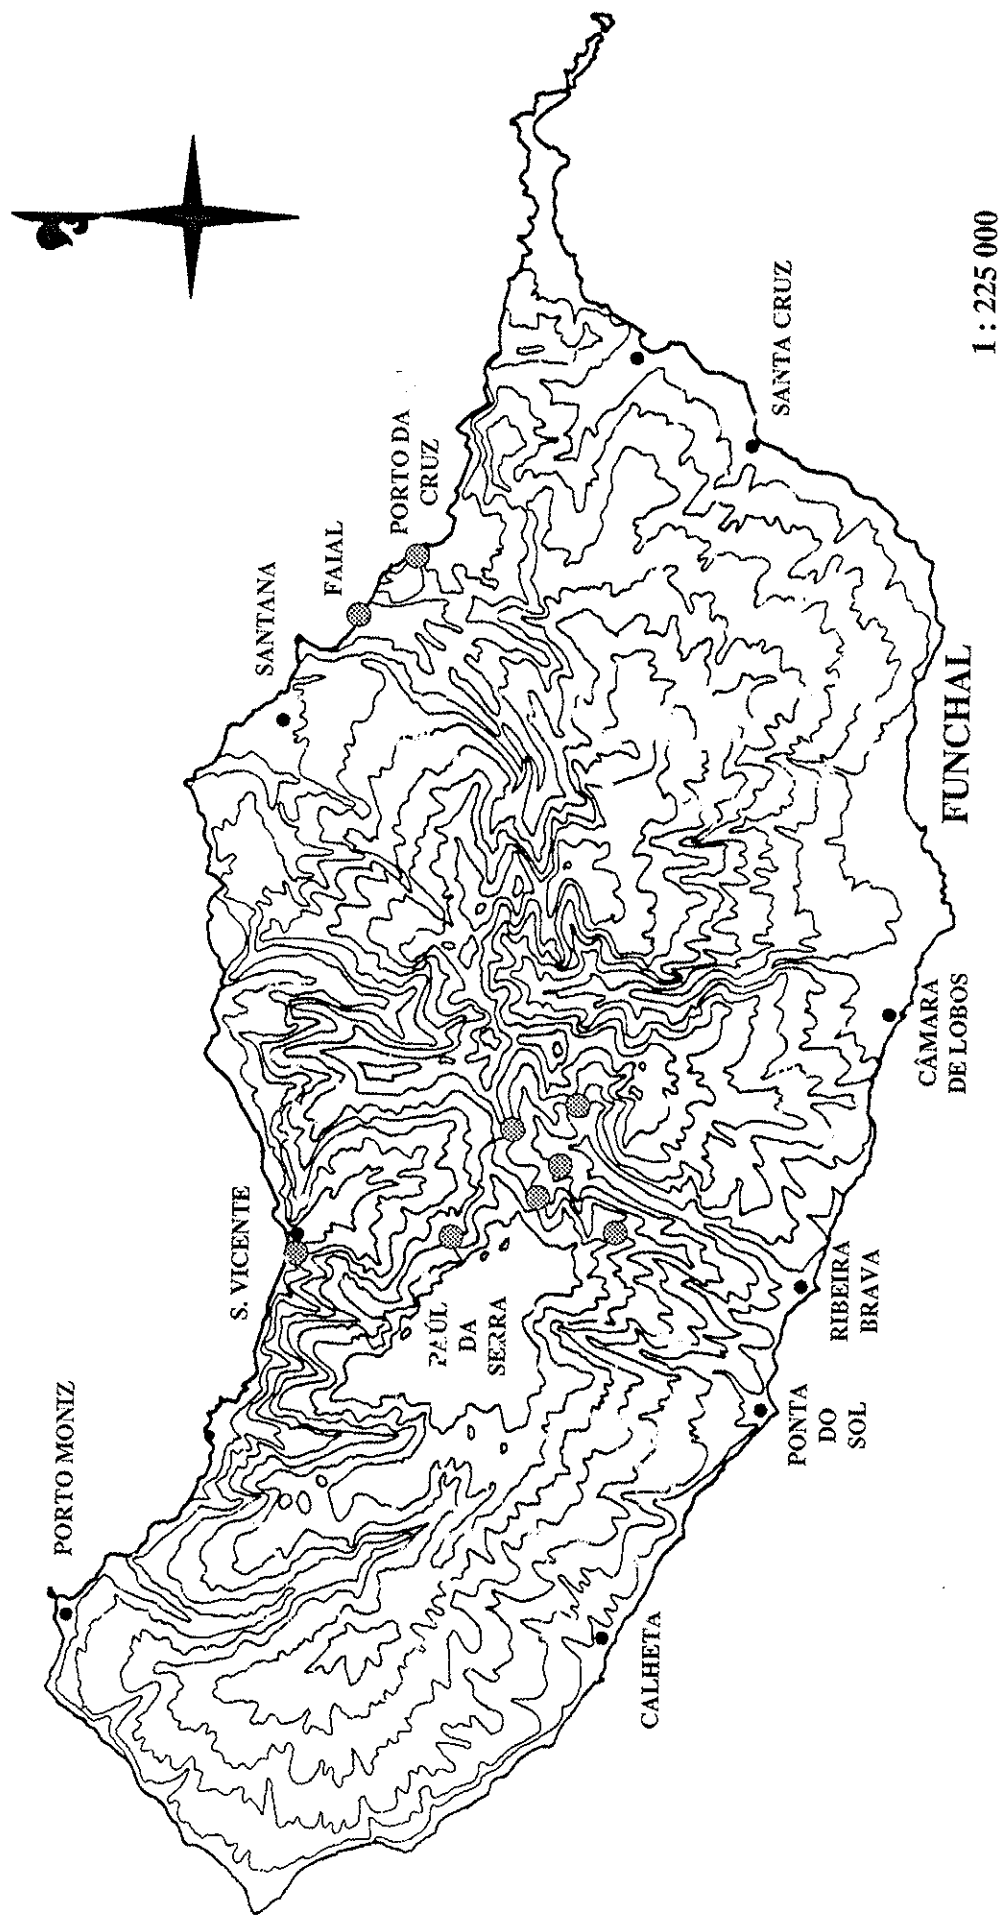 PORTO MONIZ
S. VICENTE
SANTANA
FAIAL
PORTO DA
CRUZ
PAÚL
DA
SERRA
CALHETA
PONTA
DO
SOL
RIBEIRA
BRAVA
CÂMARA
DE LOBOS
FUNCHAL
SANTA CRUZ
1 : 225 000